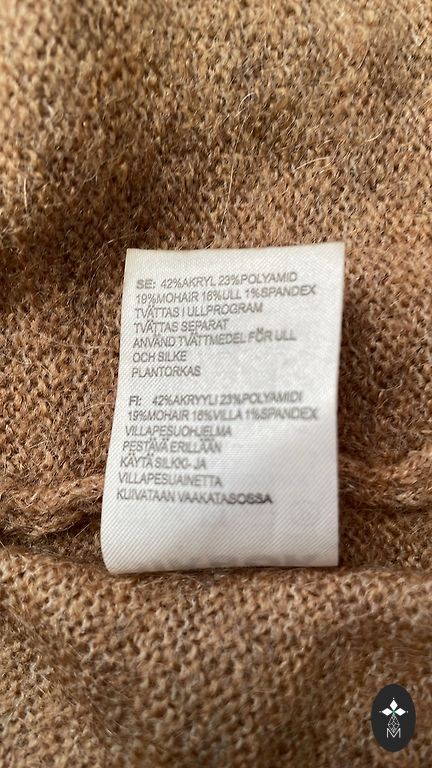 SE: 42%AKRYL 23%POLYAMID
19%MOHAIR 16%ULL 1%SPANDEX
TVÄTTAS I ULLPROGRAM
TVÄTTAS SEPARAT
ANVÄND TVÄTTMEDEL FÖR ULL
OCH SILKE
PLANTORKAS
FI: 42%AKRYYLI 23%POLYAMIDI
19%MOHAIR 16%VILLA 1%SPANDEX
VILLAPESUOHJELMA
PESTÄVÄ ERILLÄÄN
KÄYTÄ SILKKI- JA
VILLAPESUAINETTA
KUIVATAAN VAAKATASOSSA
M